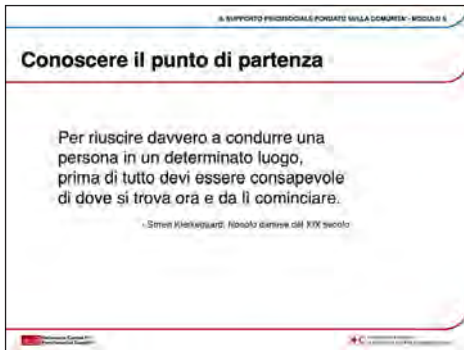 IL SUPPORTO PSICOSOCIALE FONDATO SULLA COMUNITA' - MODULO 5
Conoscere il punto di partenza
Per riuscire davvero a condurre una
persona in un determinato luogo,
prima di tutto devi essere consapevole
di dove si trova ora e da lì cominciare.
- Søren Kierkegaard, filosofo danese del XIX secolo